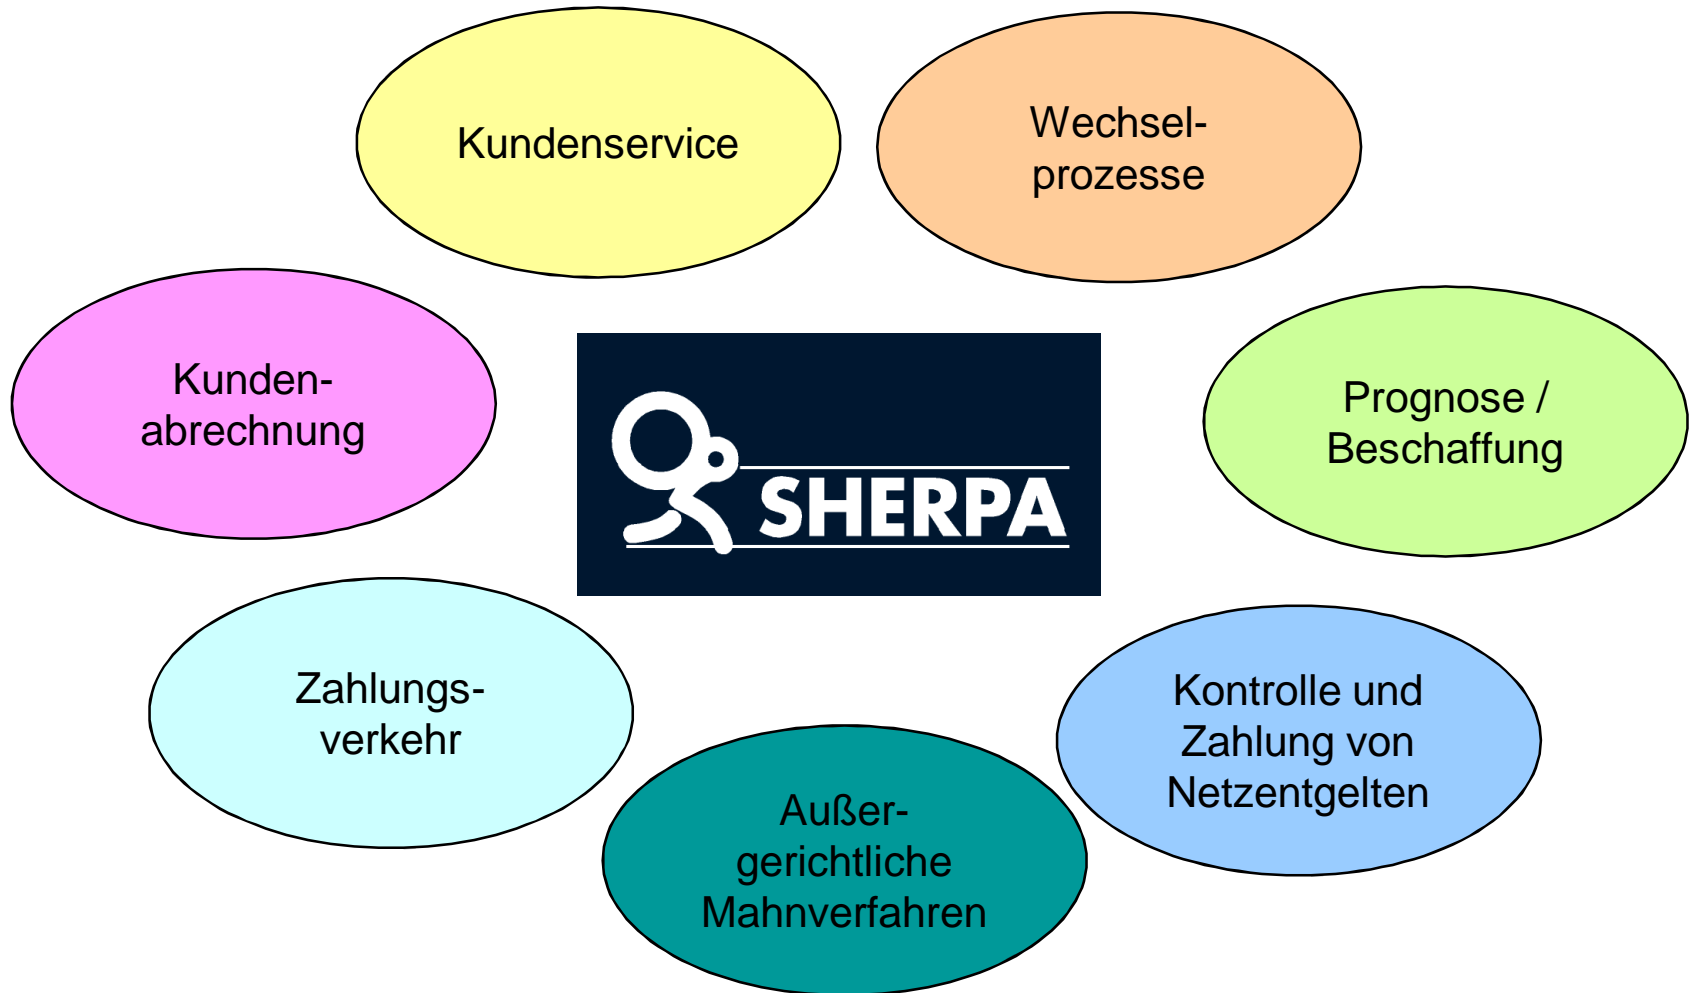 Kundenservice
Wechsel-
prozesse
Kunden-
abrechnung
Prognose /
Beschaffung
SHERPA
Zahlungs-
verkehr
Kontrolle und
Zahlung von
Netzentgelten
Außer-
gerichtliche
Mahnverfahren